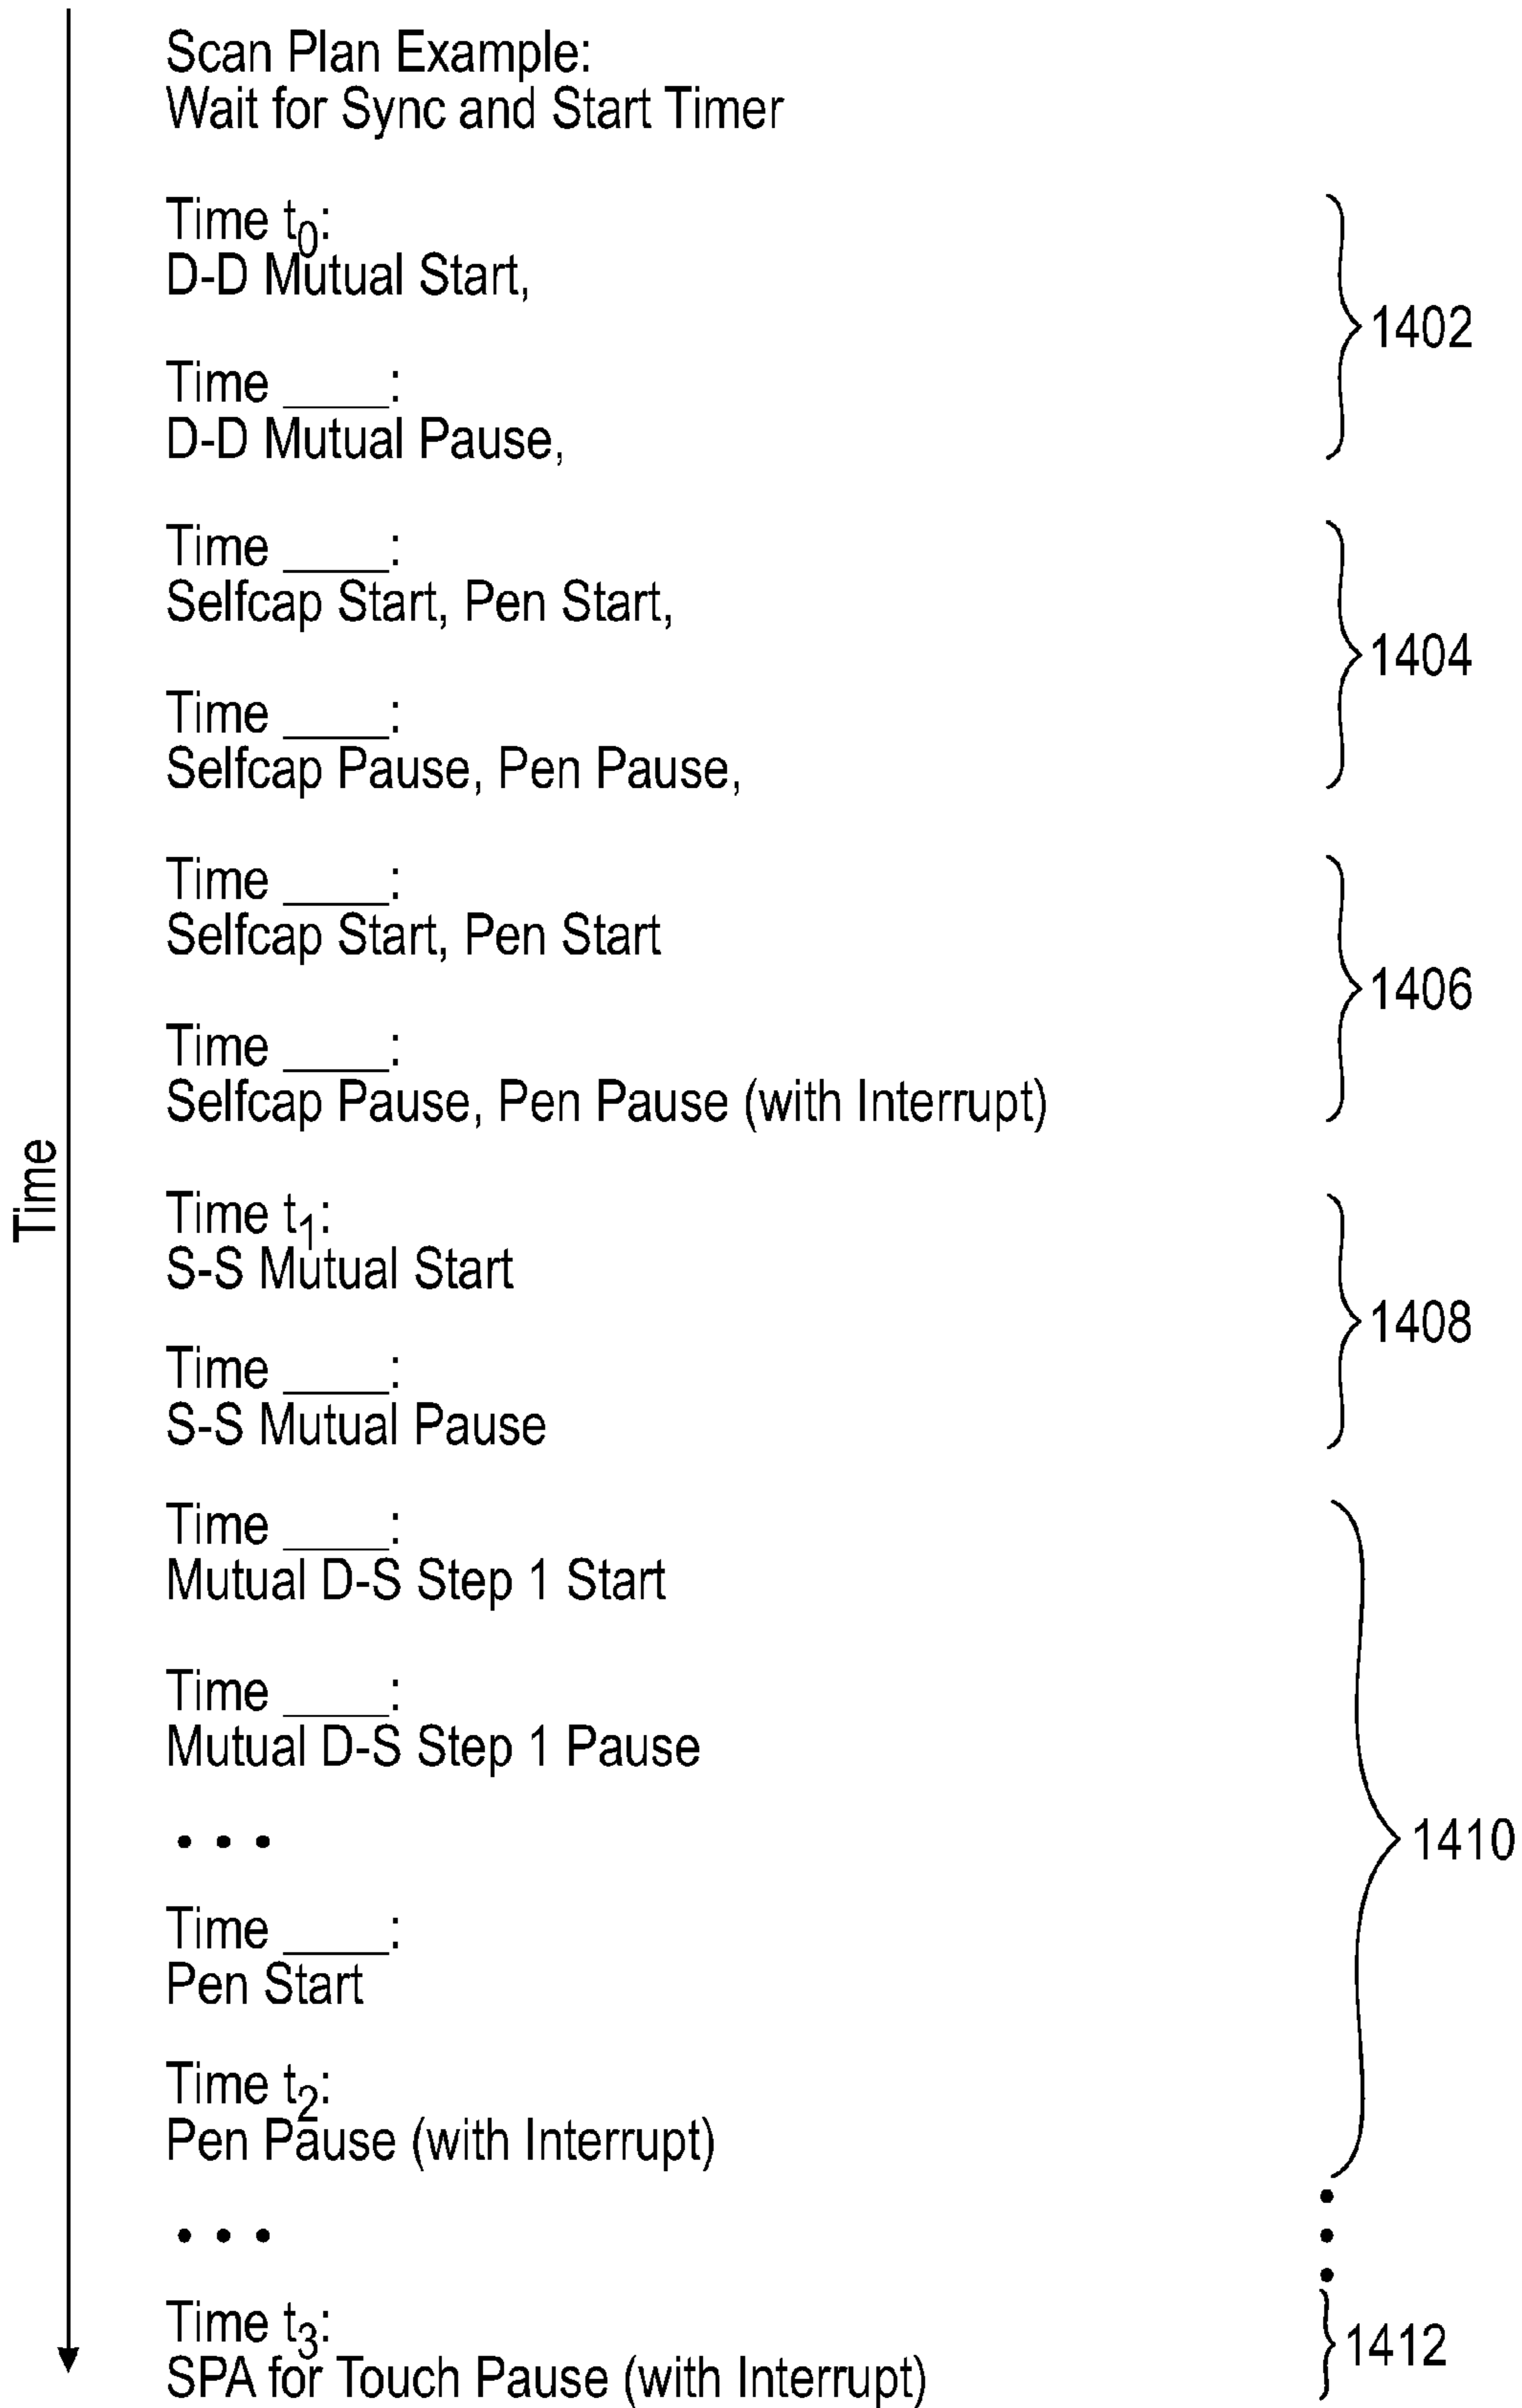 Scan Plan Example:
Wait for Sync and Start Timer
Time t0:
D-D Mutual Start,
1402
Time ____:
D-D Mutual Pause,
Time ____:
Selfcap Start, Pen Start,
1404
Time ____:
Selfcap Pause, Pen Pause,
Time ____:
Selfcap Start, Pen Start
1406
Time ____:
Selfcap Pause, Pen Pause (with Interrupt)
Time
Time t1:
S-S Mutual Start
1408
Time ____:
S-S Mutual Pause
Time ____:
Mutual D-S Step 1 Start
Time ____:
Mutual D-S Step 1 Pause
• • •
1410
Time ____:
Pen Start
Time t2:
Pen Pause (with Interrupt)
• • •
Time t3:
1412
SPA for Touch Pause (with Interrupt)